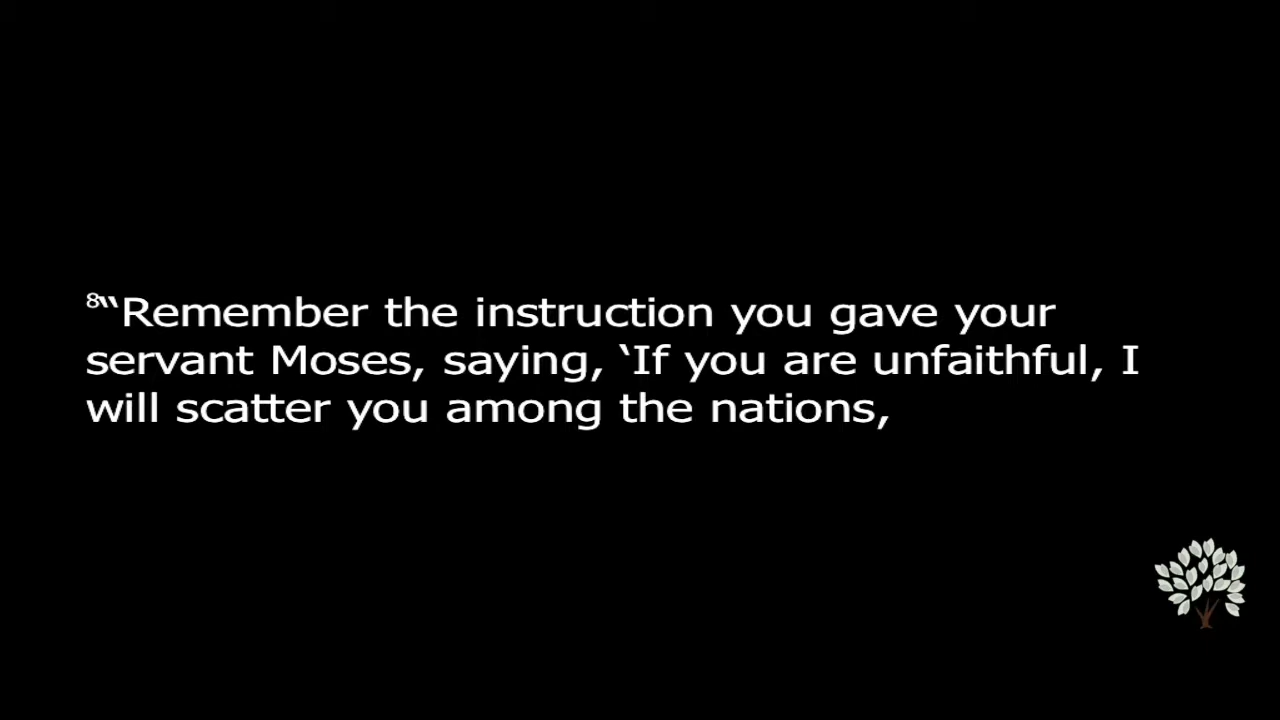 ⁸“Remember the instruction you gave your
servant Moses, saying, ‘If you are unfaithful, I
will scatter you among the nations,